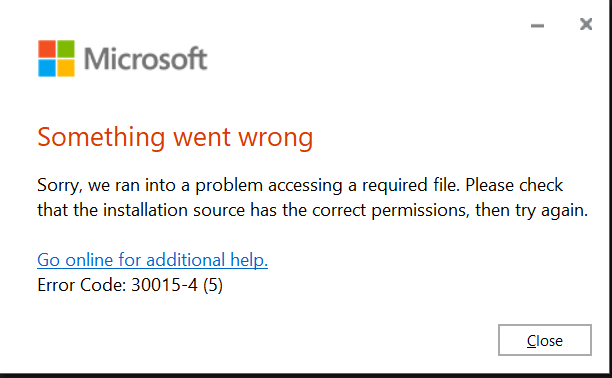 Microsoft
Something went wrong
Sorry, we ran into a problem accessing a required file. Please check
that the installation source has the correct permissions, then try again.
Go online for additional help.
Error Code: 30015-4 (5)
Close